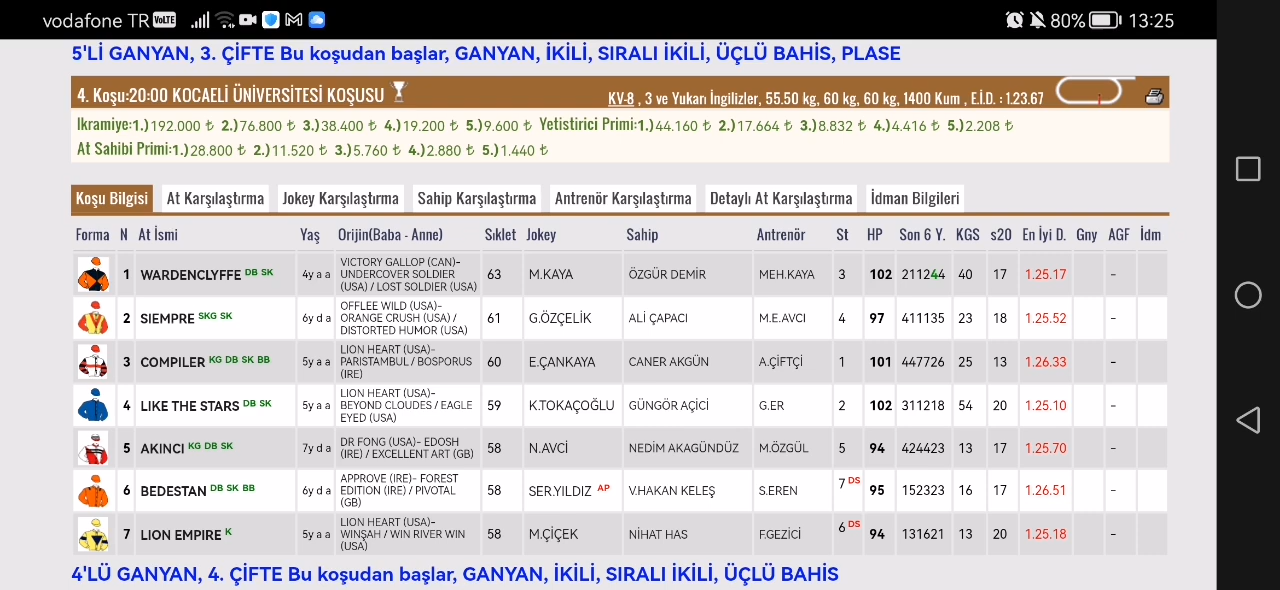 vodafone TR VoLTE 80% 13:25
5'Lİ GANYAN, 3. ÇİFTE Bu koşudan başlar, GANYAN, İKİLİ, SIRALI İKİLİ, ÜÇLÜ BAHİS, PLASE
4. Koşu:20:00 KOCAELİ ÜNİVERSİTESİ KOŞUSU KV-8 , 3 ve Yukarı İngilizler, 55.50 kg, 60 kg, 60 kg, 1400 Kum , E.İ.D. : 1.23.67
Ikramiye:1.)192.000 ₺ 2.)76.800 ₺ 3.)38.400 ₺ 4.)19.200 ₺ 5.)9.600 ₺ Yetistirici Primi:1.)44.160 ₺ 2.)17.664 ₺ 3.)8.832 ₺ 4.)4.416 ₺ 5.)2.208 ₺
At Sahibi Primi:1.)28.800 ₺ 2.)11.520 ₺ 3.)5.760 ₺ 4.)2.880 ₺ 5.)1.440 ₺
Koşu Bilgisi At Karşılaştırma Jokey Karşılaştırma Sahip Karşılaştırma Antrenör Karşılaştırma Detaylı At Karşılaştırma İdman Bilgileri
Forma N At İsmi Yaş Orijin(Baba - Anne) Sıklet Jokey Sahip Antrenör St HP Son 6 Y. KGS s20 En İyi D. Gny AGF İdm
VICTORY GALLOP (CAN)-
1 WARDENCLYFFE DB SK 4y a a UNDERCOVER SOLDIER 63 M.KAYA ÖZGÜR DEMİR MEH.KAYA 3 102 211244 40 17 1.25.17 -
(USA) / LOST SOLDIER (USA)
OFFLEE WILD (USA)-
2 SIEMPRE SKG SK 6y d a ORANGE CRUSH (USA) / 61 G.ÖZÇELİK ALİ ÇAPACI M.E.AVCI 4 97 411135 23 18 1.25.52 -
DISTORTED HUMOR (USA)
LION HEART (USA)-
3 COMPILER KG DB SK BB 5y a a PARISTAMBUL / BOSPORUS 60 E.ÇANKAYA CANER AKGÜN A.ÇİFTÇİ 1 101 447726 25 13 1.26.33 -
(IRE)
LION HEART (USA)-
4 LIKE THE STARS DB SK 5y a a BEYOND CLOUDES / EAGLE 59 K.TOKAÇOĞLU GÜNGÖR AÇİCİ G.ER 2 102 311218 54 20 1.25.10 -
EYED (USA)
DR FONG (USA)- EDOSH
5 AKINCI KG DB SK 7y d a (IRE) / EXCELLENT ART (GB) 58 N.AVCİ NEDİM AKAGÜNDÜZ M.ÖZGÜL 5 94 424423 13 17 1.25.70 -
APPROVE (IRE)- FOREST
6 BEDESTAN DB SK BB 6y d a EDITION (IRE) / PIVOTAL 58 SER.YILDIZ AP V.HAKAN KELEŞ S.EREN 7 DS 95 152323 16 17 1.26.51 -
(GB)
LION HEART (USA)-
7 LION EMPIRE K 5y a a WINŞAH / WIN RIVER WIN 58 M.ÇİÇEK NİHAT HAS F.GEZİCİ 6 DS 94 131621 13 20 1.25.18 -
(USA)
4'LÜ GANYAN, 4. ÇİFTE Bu koşudan başlar, GANYAN, İKİLİ, SIRALI İKİLİ, ÜÇLÜ BAHİS